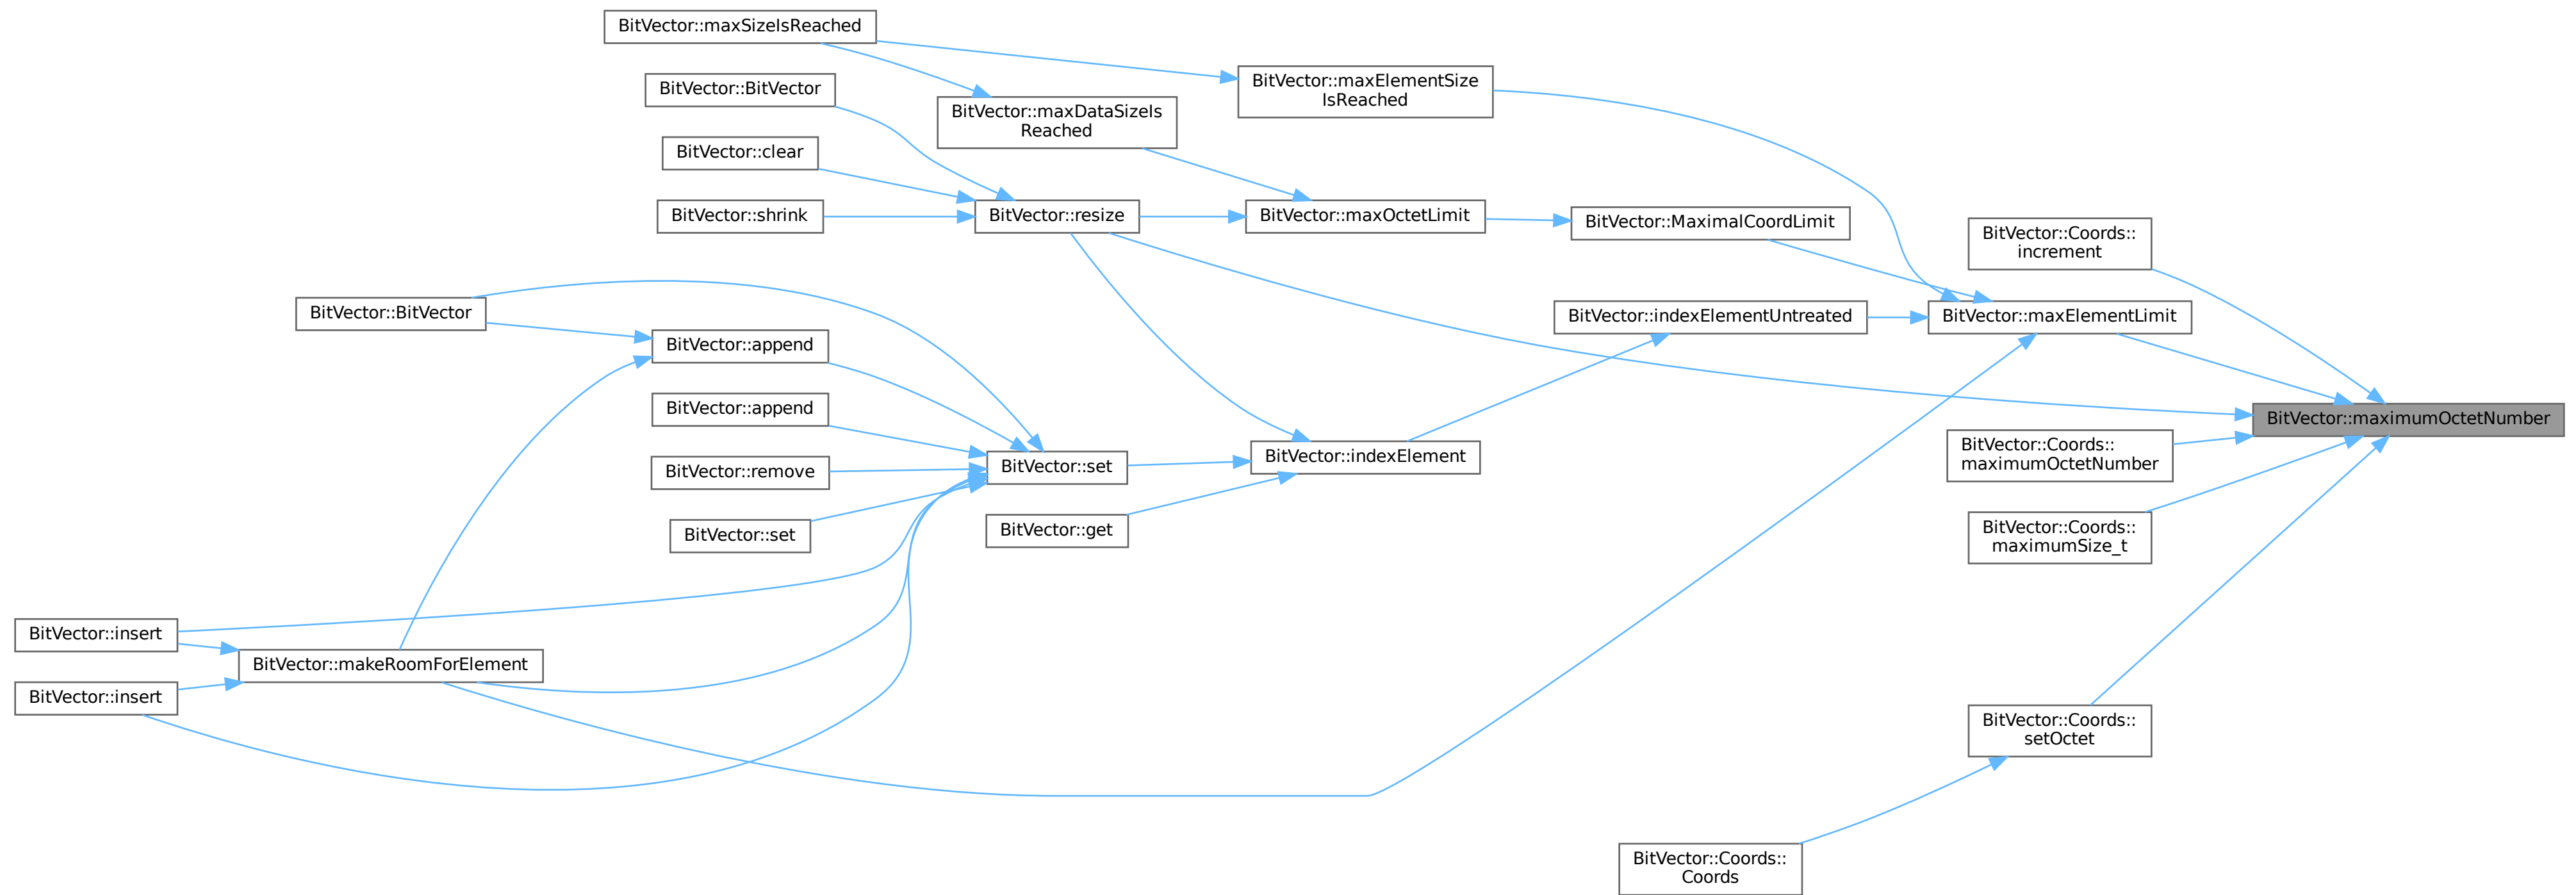 BitVector::maxSizeIsReached
BitVector::maxElementSize
IsReached
BitVector::BitVector
BitVector::maxDataSizeIs
Reached
BitVector::clear
BitVector::shrink
BitVector::resize
BitVector::maxOctetLimit
BitVector::MaximalCoordLimit
BitVector::Coords::
increment
BitVector::BitVector
BitVector::indexElementUntreated
BitVector::maxElementLimit
BitVector::append
BitVector::append
BitVector::maximumOctetNumber
BitVector::remove
BitVector::set
BitVector::indexElement
BitVector::Coords::
maximumOctetNumber
BitVector::set
BitVector::get
BitVector::Coords::
maximumSize_t
BitVector::insert
BitVector::makeRoomForElement
BitVector::insert
BitVector::Coords::
setOctet
BitVector::Coords::
Coords